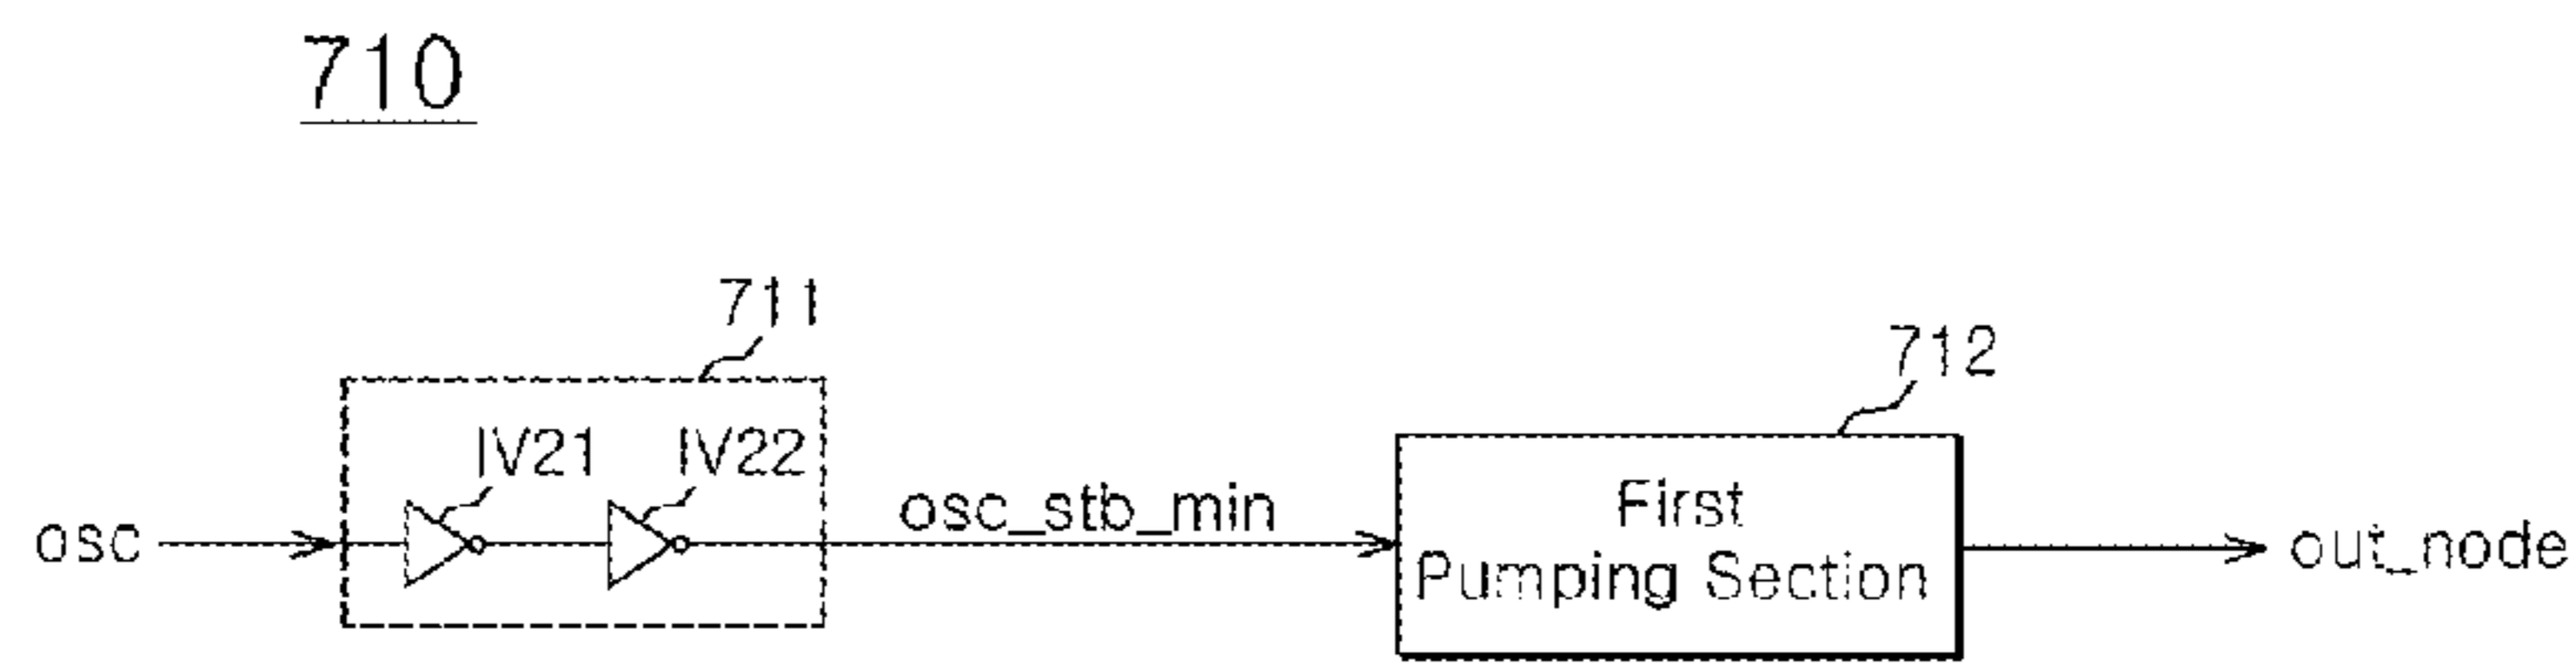 710
711
712
IV21
IV22
osc
osc_stb_min
First
Pumping Section
out_node